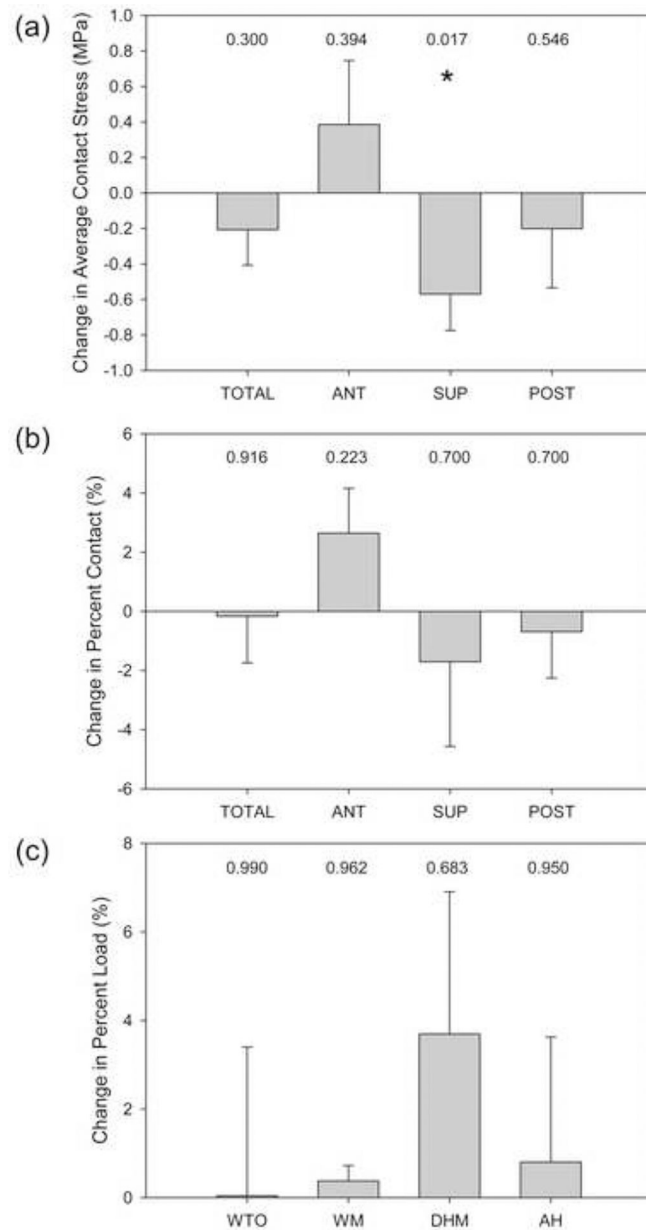 (a)
Change in Average Contact Stress (MPa)
1.0
0.8
0.6
0.4
0.2
0.0
-0.2
-0.4
-0.6
-0.8
-1.0
0.300 0.394 0.017 0.546
*
TOTAL ANT SUP POST
(b)
Change in Percent Contact (%)
6
4
2
0
-2
-4
-6
0.916 0.223 0.700 0.700
TOTAL ANT SUP POST
(c)
Change in Percent Load (%)
8
6
4
2
0
0.990 0.962 0.683 0.950
WTO WM DHM AH